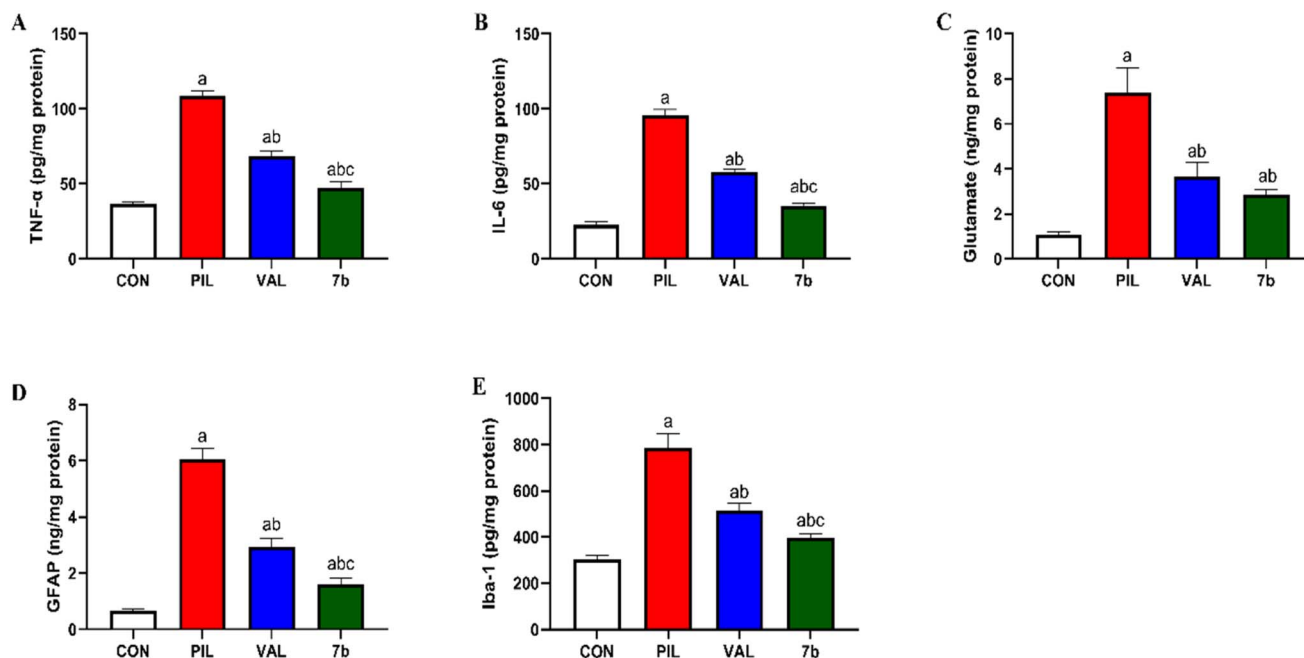 A
TNF-α (pg/mg protein)
150
100
50
0
a
ab
abc
CON PIL VAL 7b
B
IL-6 (pg/mg protein)
150
100
50
0
a
ab
abc
CON PIL VAL 7b
C
Glutamate (ng/mg protein)
10
8
6
4
2
0
a
ab
ab
CON PIL VAL 7b
D
GFAP (ng/mg protein)
8
6
4
2
0
a
ab
abc
CON PIL VAL 7b
E
Iba-1 (pg/mg protein)
1000
800
600
400
200
0
a
ab
abc
CON PIL VAL 7b